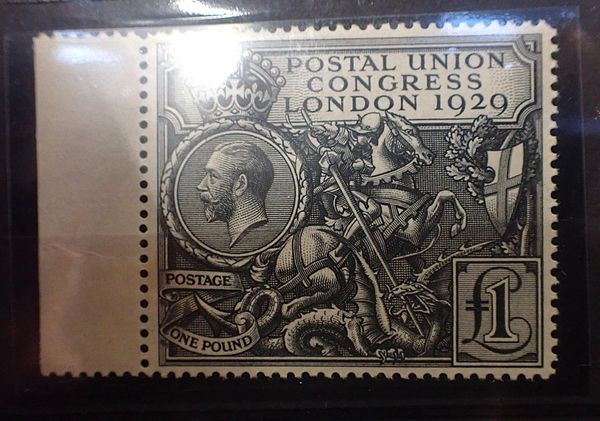 POSTAL UNION
CONGRESS
LONDON 1929
POSTAGE
ONE POUND
£1